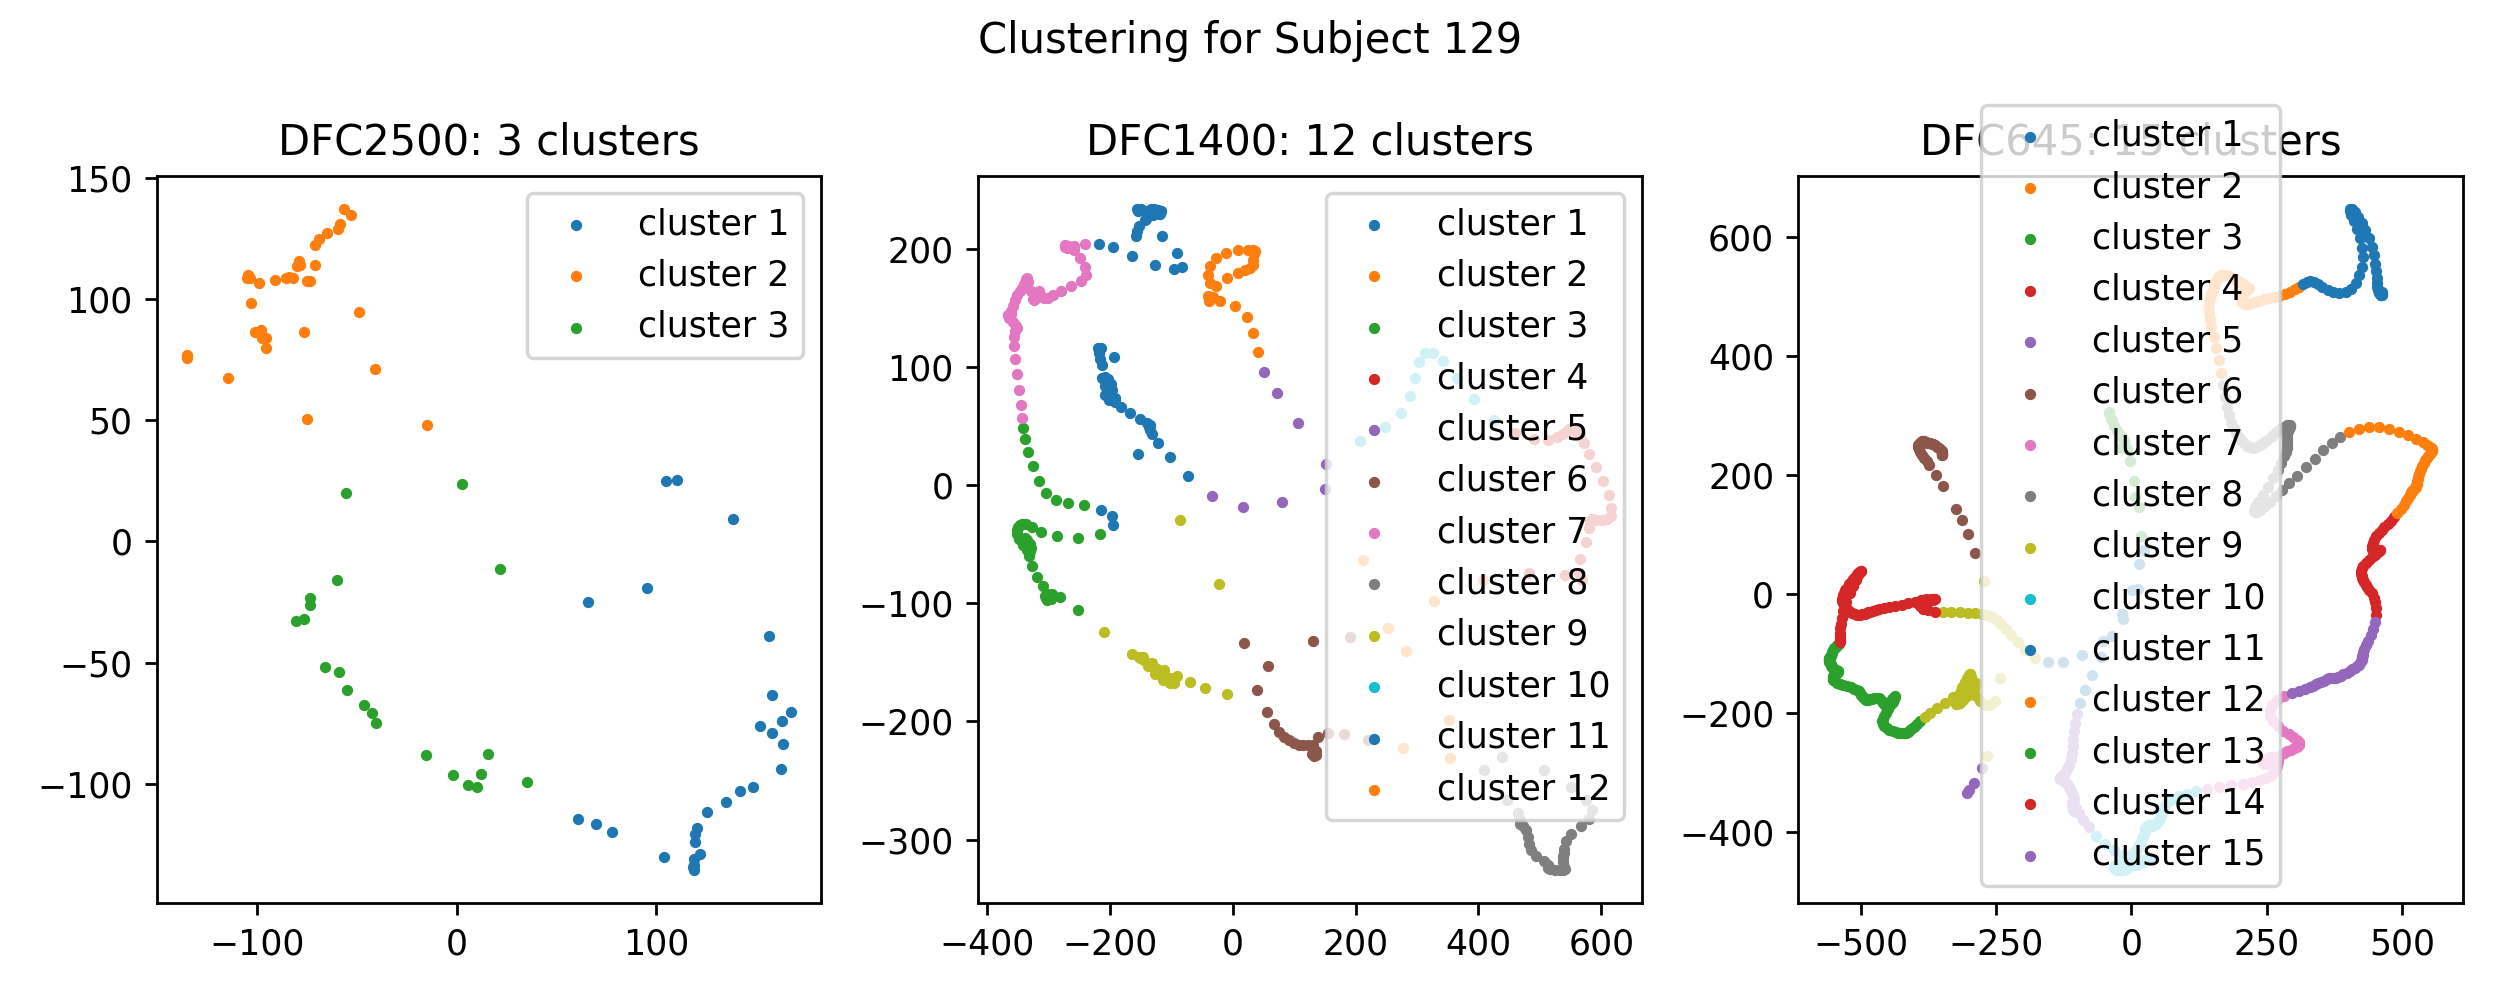 Clustering for Subject 129
DFC2500: 3 clusters
150
100
50
0
−50
−100
−100
0
100
cluster 1
cluster 2
cluster 3
DFC1400: 12 clusters
200
100
0
−100
−200
−300
−400
−200
0
200
400
600
cluster 1
cluster 2
cluster 3
cluster 4
cluster 5
cluster 6
cluster 7
cluster 8
cluster 9
cluster 10
cluster 11
cluster 12
DFC645: 15 clusters
600
400
200
0
−200
−400
−500
−250
0
250
500
cluster 1
cluster 2
cluster 3
cluster 4
cluster 5
cluster 6
cluster 7
cluster 8
cluster 9
cluster 10
cluster 11
cluster 12
cluster 13
cluster 14
cluster 15